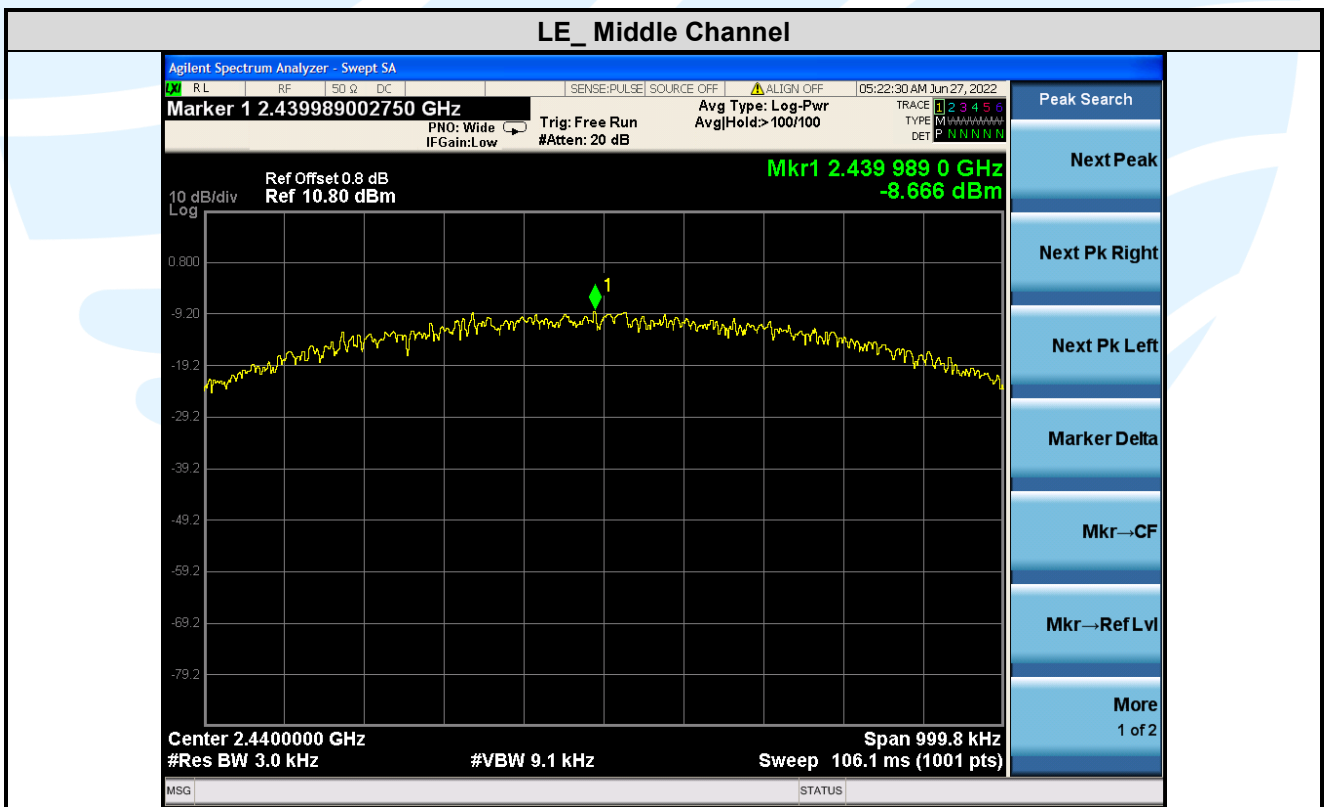 LE_ Middle Channel
Agilent Spectrum Analyzer - Swept SA
LXI RL RF 50 Ω DC SENSE:PULSE SOURCE OFF ALIGN OFF 05:22:30 AM Jun 27, 2022
Marker 1 2.439989002750 GHz
PNO: Wide
IFGain:Low
Trig: Free Run
#Atten: 20 dB
Avg Type: Log-Pwr
Avg|Hold:>100/100
TRACE 1 2 3 4 5 6
TYPE M WWWWW
DET P N N N N N
Peak Search
Mkr1 2.439 989 0 GHz
-8.666 dBm
Ref Offset 0.8 dB
10 dB/div Ref 10.80 dBm
Log
0.800
-9.20
-19.2
-29.2
-39.2
-49.2
-59.2
-69.2
-79.2
1
Center 2.4400000 GHz Span 999.8 kHz
#Res BW 3.0 kHz #VBW 9.1 kHz Sweep 106.1 ms (1001 pts)
MSG STATUS
Next Peak
Next Pk Right
Next Pk Left
Marker Delta
Mkr→CF
Mkr→Ref Lvl
More
1 of 2